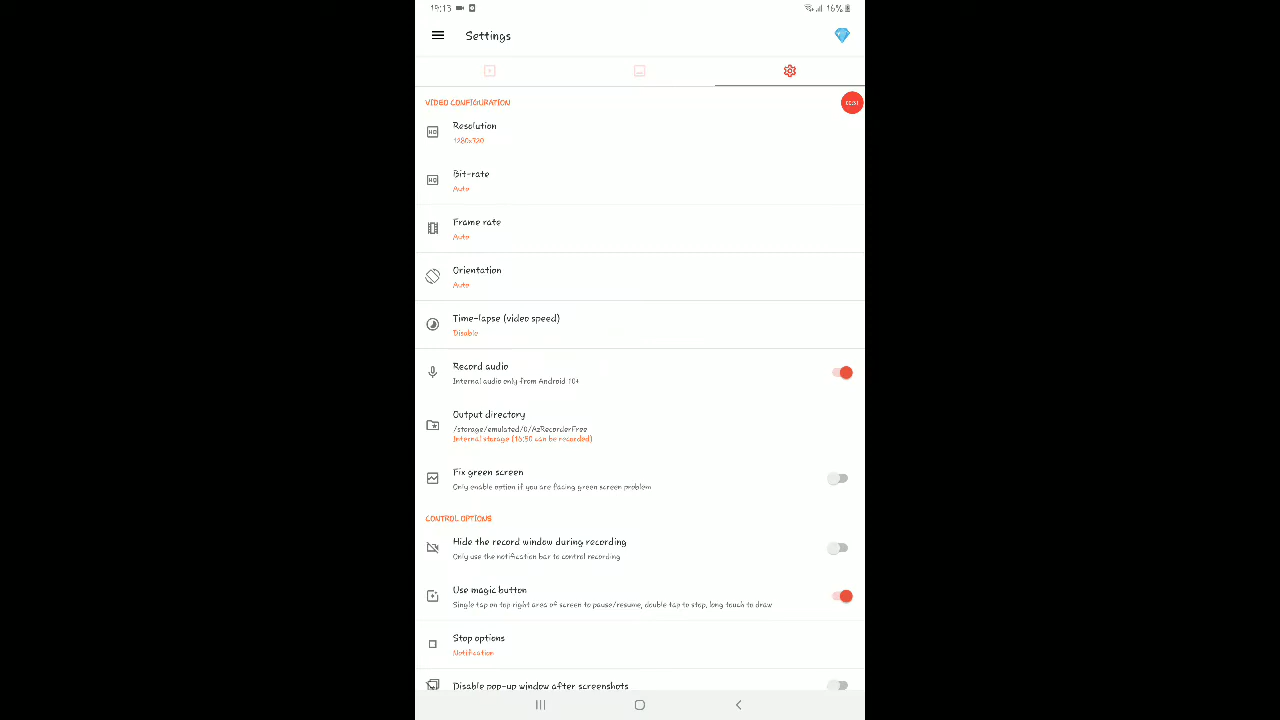 19:13
16%
Settings
VIDEO CONFIGURATION
Resolution
1280x720
Bit-rate
Auto
Frame rate
Auto
Orientation
Auto
Time-lapse (video speed)
Disable
Record audio
Internal audio only from Android 10+
Output directory
/storage/emulated/0/AzRecorderFree
Internal storage (16:50 can be recorded)
Fix green screen
Only enable option if you are facing green screen problem
CONTROL OPTIONS
Hide the record window during recording
Only use the notification bar to control recording
Use magic button
Single tap on top right area of screen to pause/resume, double tap to stop, long touch to draw
Stop options
Notification
Disable pop-up window after screenshots